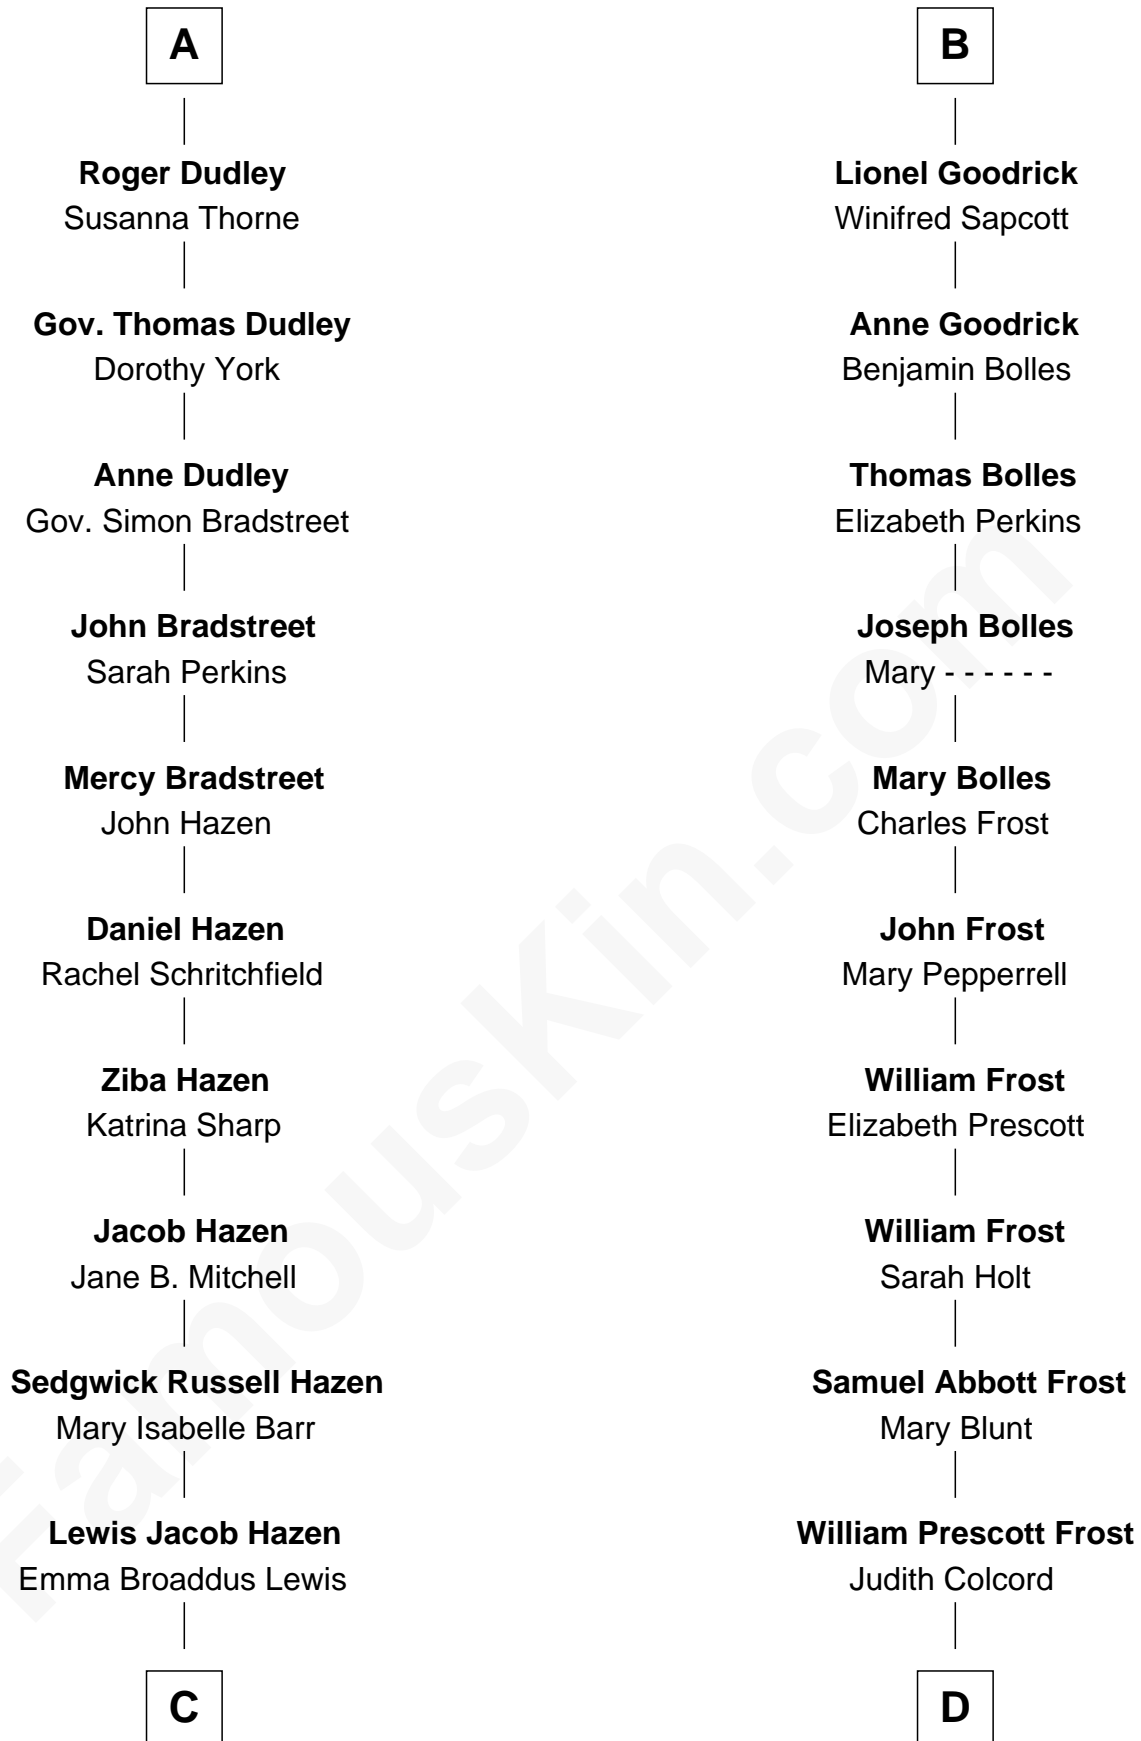 A
Roger Dudley
Susanna Thorne
Gov. Thomas Dudley
Dorothy York
Anne Dudley
Gov. Simon Bradstreet
John Bradstreet
Sarah Perkins
Mercy Bradstreet
John Hazen
Daniel Hazen
Rachel Schritchfield
Ziba Hazen
Katrina Sharp
Jacob Hazen
Jane B. Mitchell
Sedgwick Russell Hazen
Mary Isabelle Barr
Lewis Jacob Hazen
Emma Broaddus Lewis
C
B
Lionel Goodrick
Winifred Sapcott
Anne Goodrick
Benjamin Bolles
Thomas Bolles
Elizabeth Perkins
Joseph Bolles
Mary - - - - - -
Mary Bolles
Charles Frost
John Frost
Mary Pepperrell
William Frost
Elizabeth Prescott
William Frost
Sarah Holt
Samuel Abbott Frost
Mary Blunt
William Prescott Frost
Judith Colcord
D
FamousKin.com